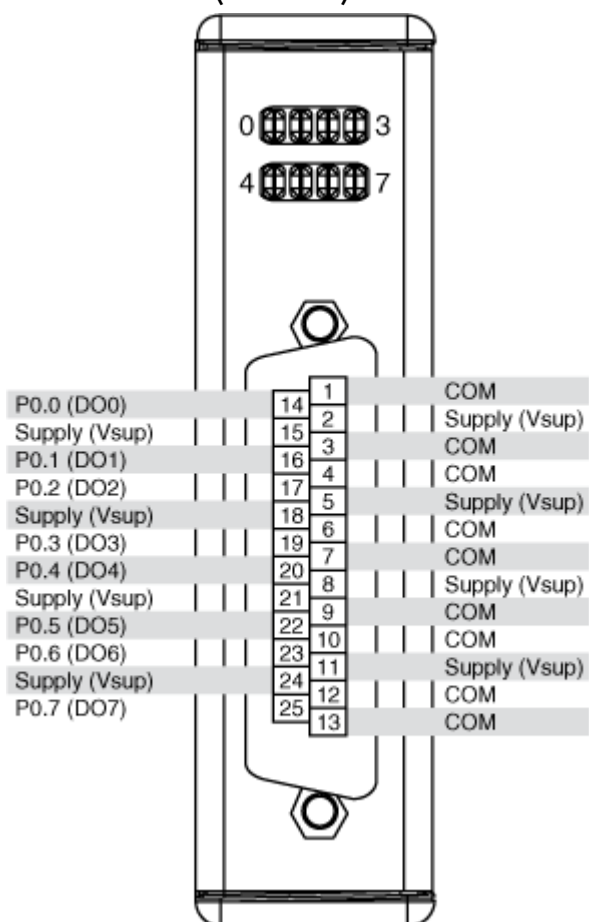 0 3
4 7
P0.0 (DO0) 14 1 COM
Supply (Vsup) 15 2 Supply (Vsup)
P0.1 (DO1) 16 3 COM
P0.2 (DO2) 17 4 COM
Supply (Vsup) 18 5 Supply (Vsup)
P0.3 (DO3) 19 6 COM
P0.4 (DO4) 20 7 COM
Supply (Vsup) 21 8 Supply (Vsup)
P0.5 (DO5) 22 9 COM
P0.6 (DO6) 23 10 COM
Supply (Vsup) 24 11 Supply (Vsup)
P0.7 (DO7) 25 12 COM
13 COM